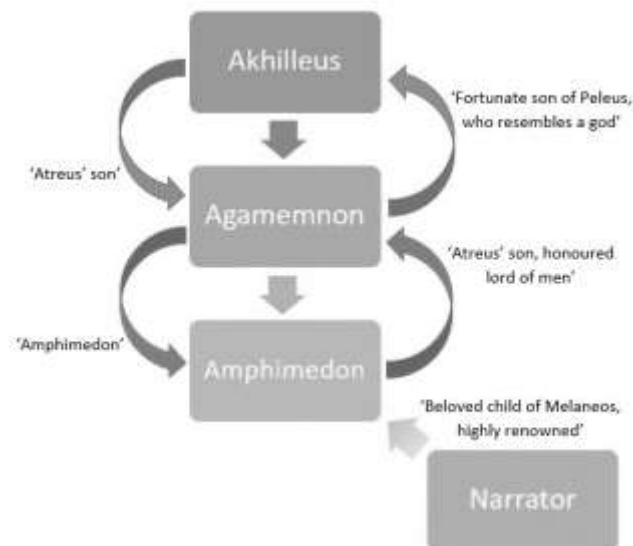 Akhilleus
'Fortunate son of Peleus,
who resembles a god'
'Atreus' son'
Agamemnon
'Atreus' son, honoured
lord of men'
'Amphimedon'
Amphimedon
'Beloved child of Melaneos,
highly renowned'
Narrator